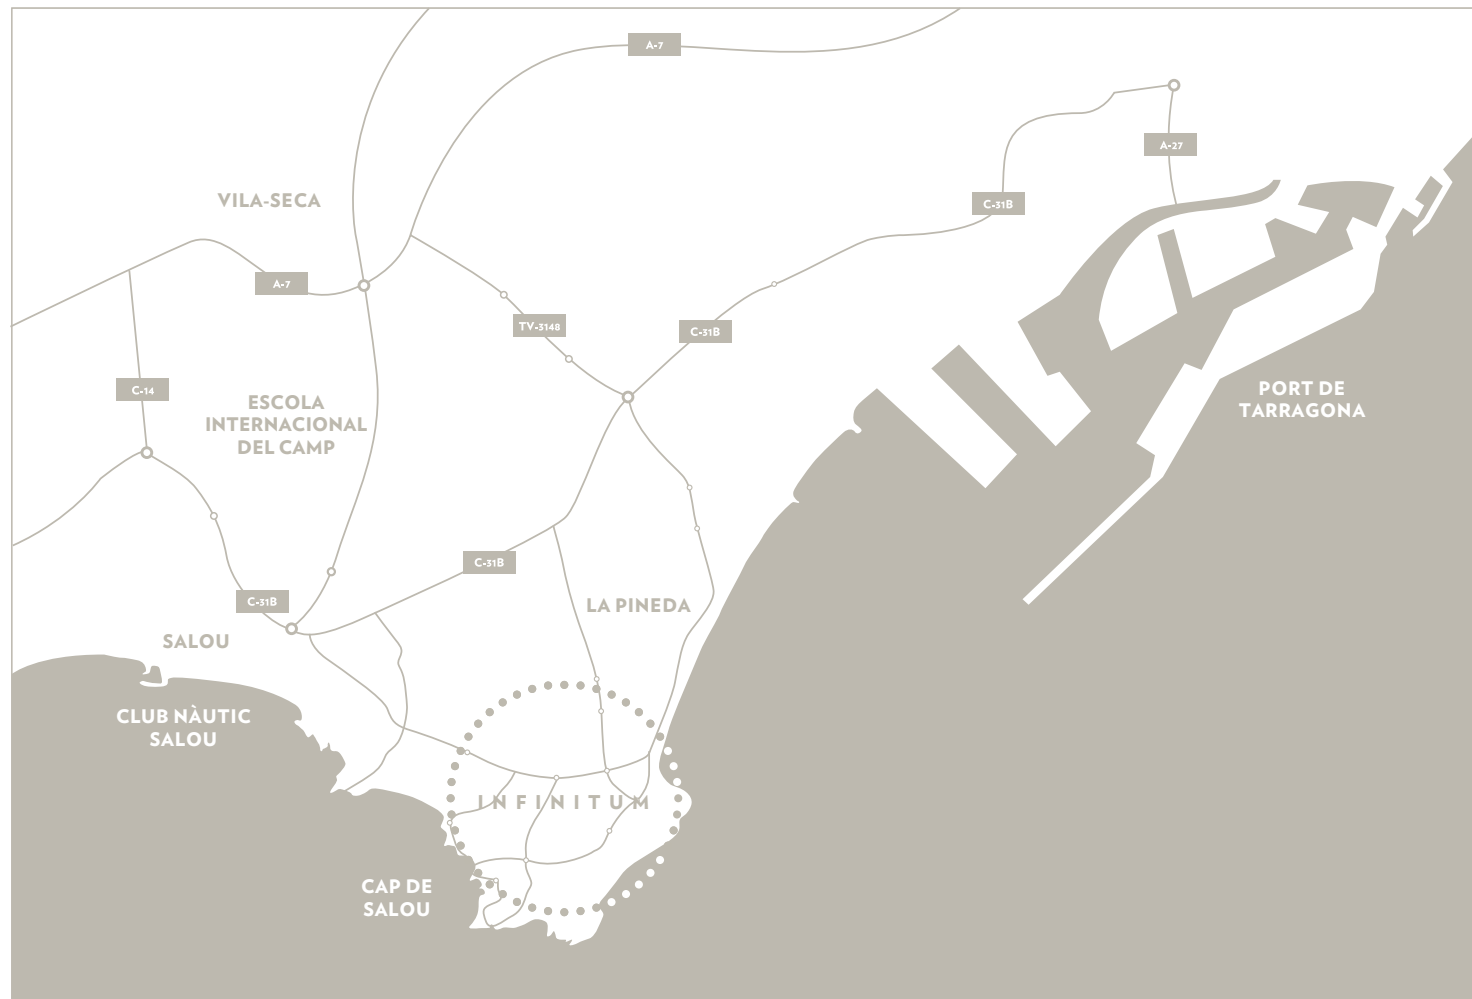 A-7
A-27
VILA-SECA
C-31B
A-7
TV-3148
C-31B
C-14
PORT DE
TARRAGONA
ESCOLA
INTERNACIONAL
DEL CAMP
C-31B
C-31B
LA PINEDA
SALOU
CLUB NÀUTIC
SALOU
INFINITUM
CAP DE
SALOU